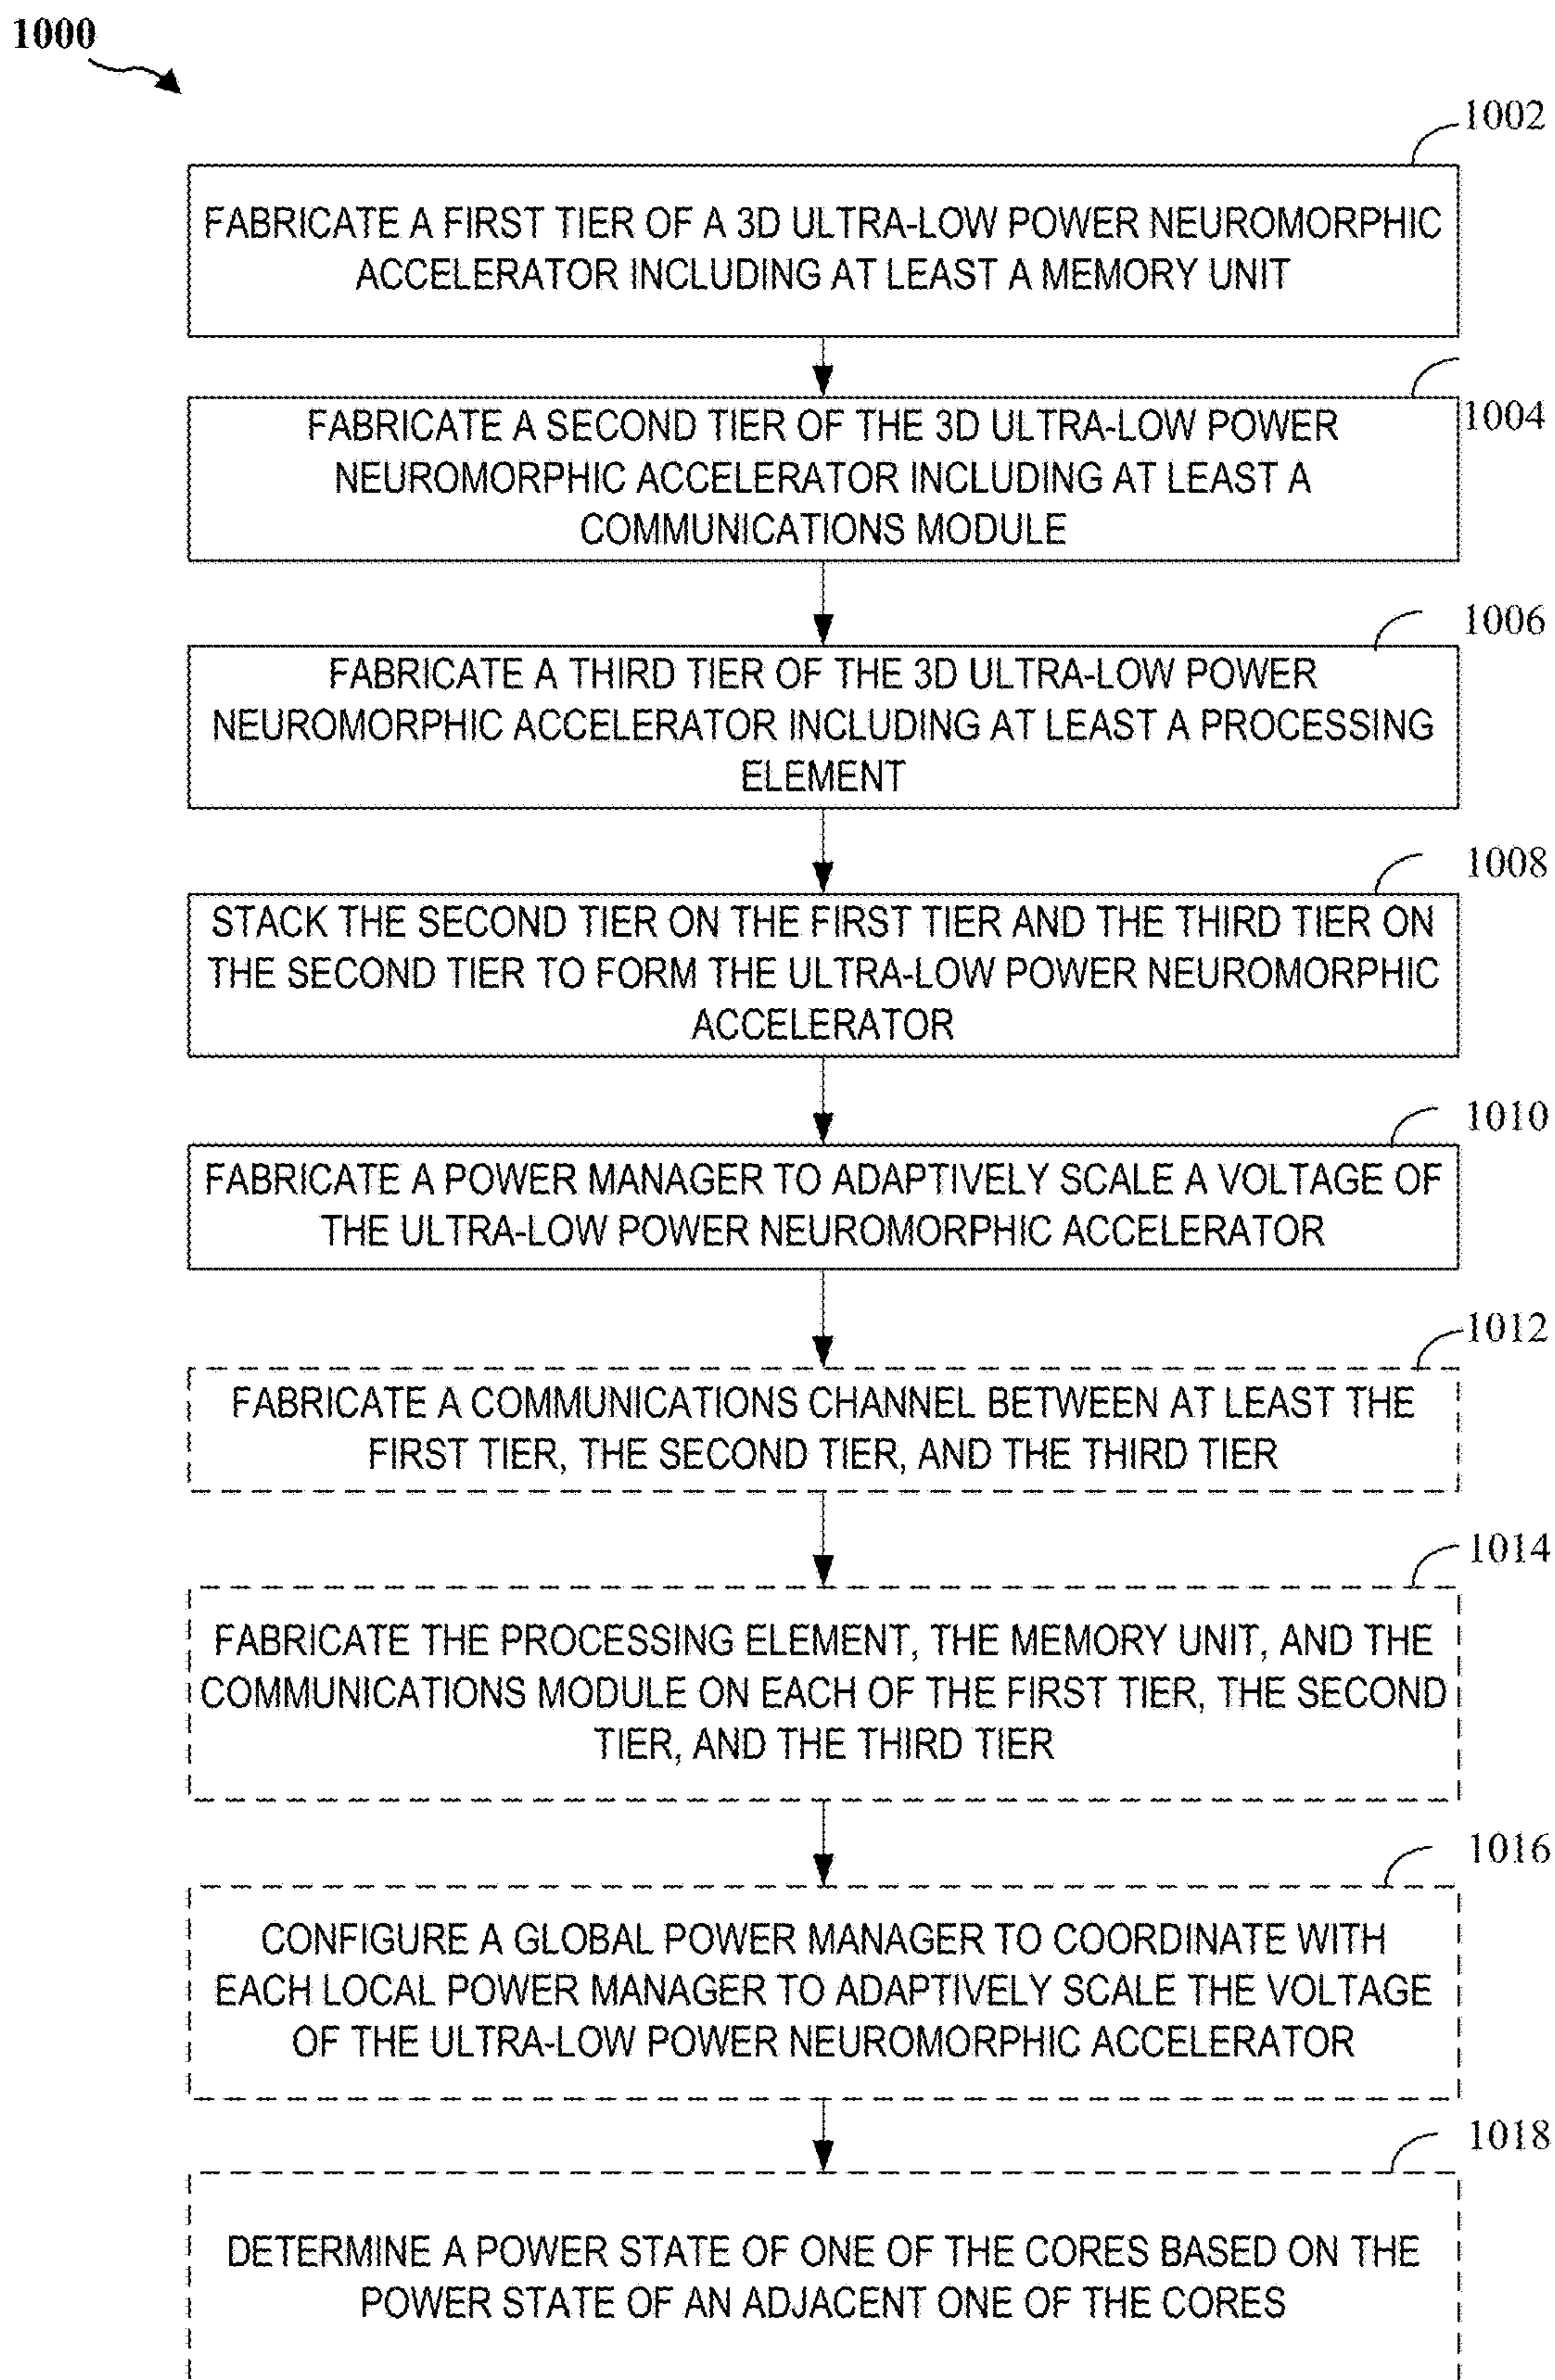 1000
1002
FABRICATE A FIRST TIER OF A 3D ULTRA-LOW POWER NEUROMORPHIC
ACCELERATOR INCLUDING AT LEAST A MEMORY UNIT
1004
FABRICATE A SECOND TIER OF THE 3D ULTRA-LOW POWER
NEUROMORPHIC ACCELERATOR INCLUDING AT LEAST A
COMMUNICATIONS MODULE
1006
FABRICATE A THIRD TIER OF THE 3D ULTRA-LOW POWER
NEUROMORPHIC ACCELERATOR INCLUDING AT LEAST A PROCESSING
ELEMENT
1008
STACK THE SECOND TIER ON THE FIRST TIER AND THE THIRD TIER ON
THE SECOND TIER TO FORM THE ULTRA-LOW POWER NEUROMORPHIC
ACCELERATOR
1010
FABRICATE A POWER MANAGER TO ADAPTIVELY SCALE A VOLTAGE OF
THE ULTRA-LOW POWER NEUROMORPHIC ACCELERATOR
1012
FABRICATE A COMMUNICATIONS CHANNEL BETWEEN AT LEAST THE
FIRST TIER, THE SECOND TIER, AND THE THIRD TIER
1014
FABRICATE THE PROCESSING ELEMENT, THE MEMORY UNIT, AND THE
COMMUNICATIONS MODULE ON EACH OF THE FIRST TIER, THE SECOND
TIER, AND THE THIRD TIER
1016
CONFIGURE A GLOBAL POWER MANAGER TO COORDINATE WITH
EACH LOCAL POWER MANAGER TO ADAPTIVELY SCALE THE VOLTAGE
OF THE ULTRA-LOW POWER NEUROMORPHIC ACCELERATOR
1018
DETERMINE A POWER STATE OF ONE OF THE CORES BASED ON THE
POWER STATE OF AN ADJACENT ONE OF THE CORES